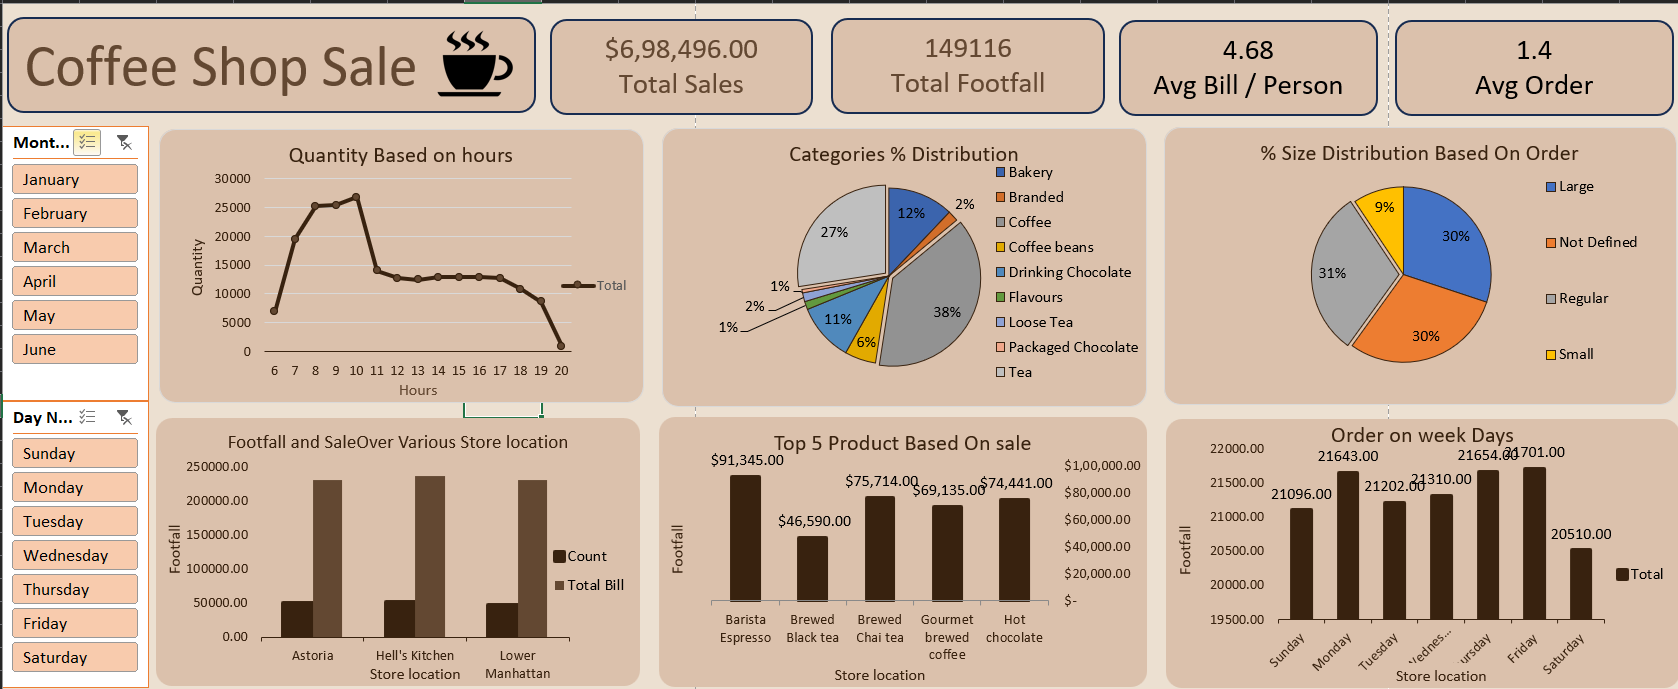 Coffee Shop Sale
$6,98,496.00
Total Sales
149116
Total Footfall
4.68
Avg Bill / Person
1.4
Avg Order
Mont...
January
February
March
April
May
June
Day N...
Sunday
Monday
Tuesday
Wednesday
Thursday
Friday
Saturday
Quantity Based on hours
30000
25000
20000
15000
10000
5000
0
Quantity
6 7 8 9 10 11 12 13 14 15 16 17 18 19 20
Hours
Total
Categories % Distribution
12%
2%
38%
6%
11%
1%
2%
1%
27%
Bakery
Branded
Coffee
Coffee beans
Drinking Chocolate
Flavours
Loose Tea
Packaged Chocolate
Tea
% Size Distribution Based On Order
30%
30%
31%
9%
Large
Not Defined
Regular
Small
Footfall and SaleOver Various Store location
250000.00
200000.00
150000.00
100000.00
50000.00
0.00
Footfall
Astoria
Hell's Kitchen
Lower
Manhattan
Store location
Count
Total Bill
Top 5 Product Based On sale
$91,345.00
$46,590.00
$75,714.00
$69,135.00
$74,441.00
$1,00,000.00
$80,000.00
$60,000.00
$40,000.00
$20,000.00
$-
Footfall
Barista
Espresso
Brewed
Black tea
Brewed
Chai tea
Gourmet
brewed
coffee
Hot
chocolate
Store location
Order on week Days
22000.00
21500.00
21000.00
20500.00
20000.00
19500.00
Footfall
21096.00
21643.00
21202.00
21310.00
21654.00
21701.00
20510.00
Sunday
Monday
Tuesday
Wednes...
ursday
Friday
Saturday
Store location
Total